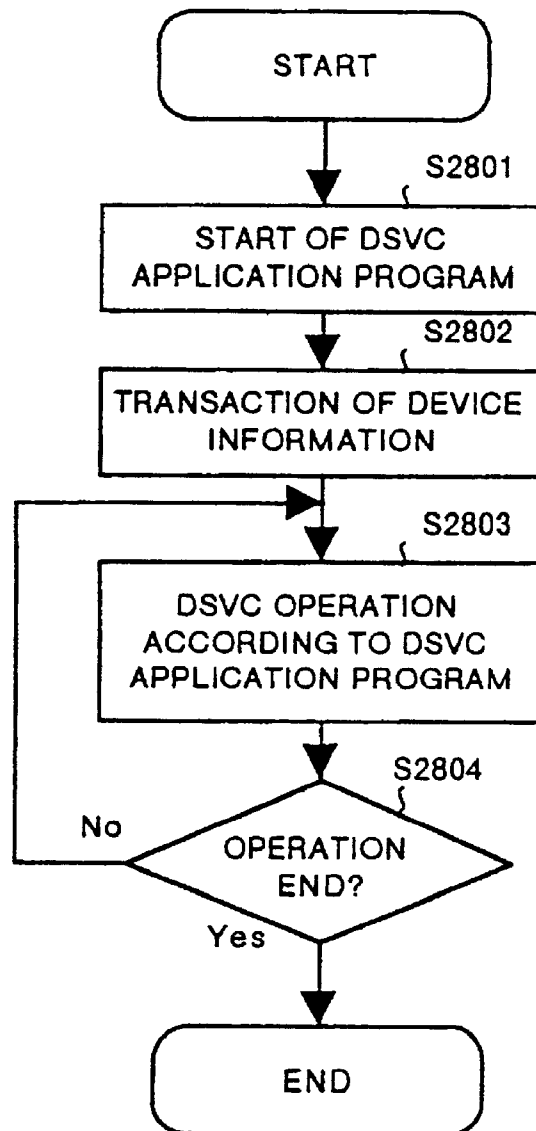 START
S2801
START OF DSVC
APPLICATION PROGRAM
S2802
TRANSACTION OF DEVICE
INFORMATION
S2803
DSVC OPERATION
ACCORDING TO DSVC
APPLICATION PROGRAM
S2804
No
OPERATION
END?
Yes
END